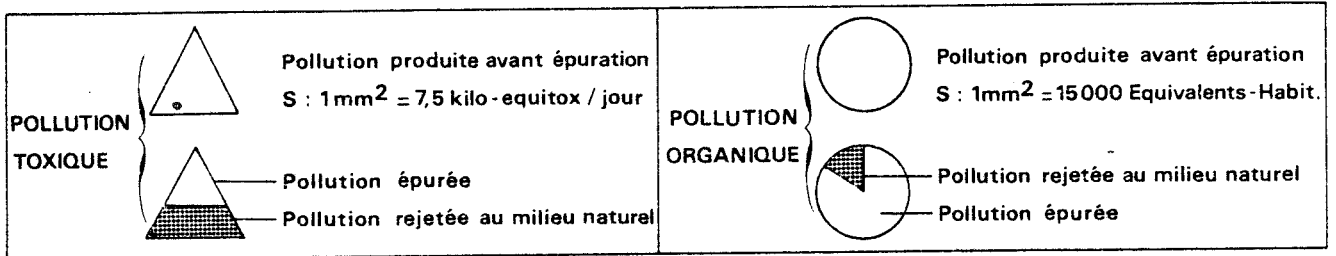 POLLUTION
TOXIQUE
Pollution produite avant épuration
S : 1mm² = 7,5 kilo-equitox / jour
Pollution épurée
Pollution rejetée au milieu naturel
POLLUTION
ORGANIQUE
Pollution produite avant épuration
S : 1mm² = 15000 Equivalents-Habit.
Pollution rejetée au milieu naturel
Pollution épurée